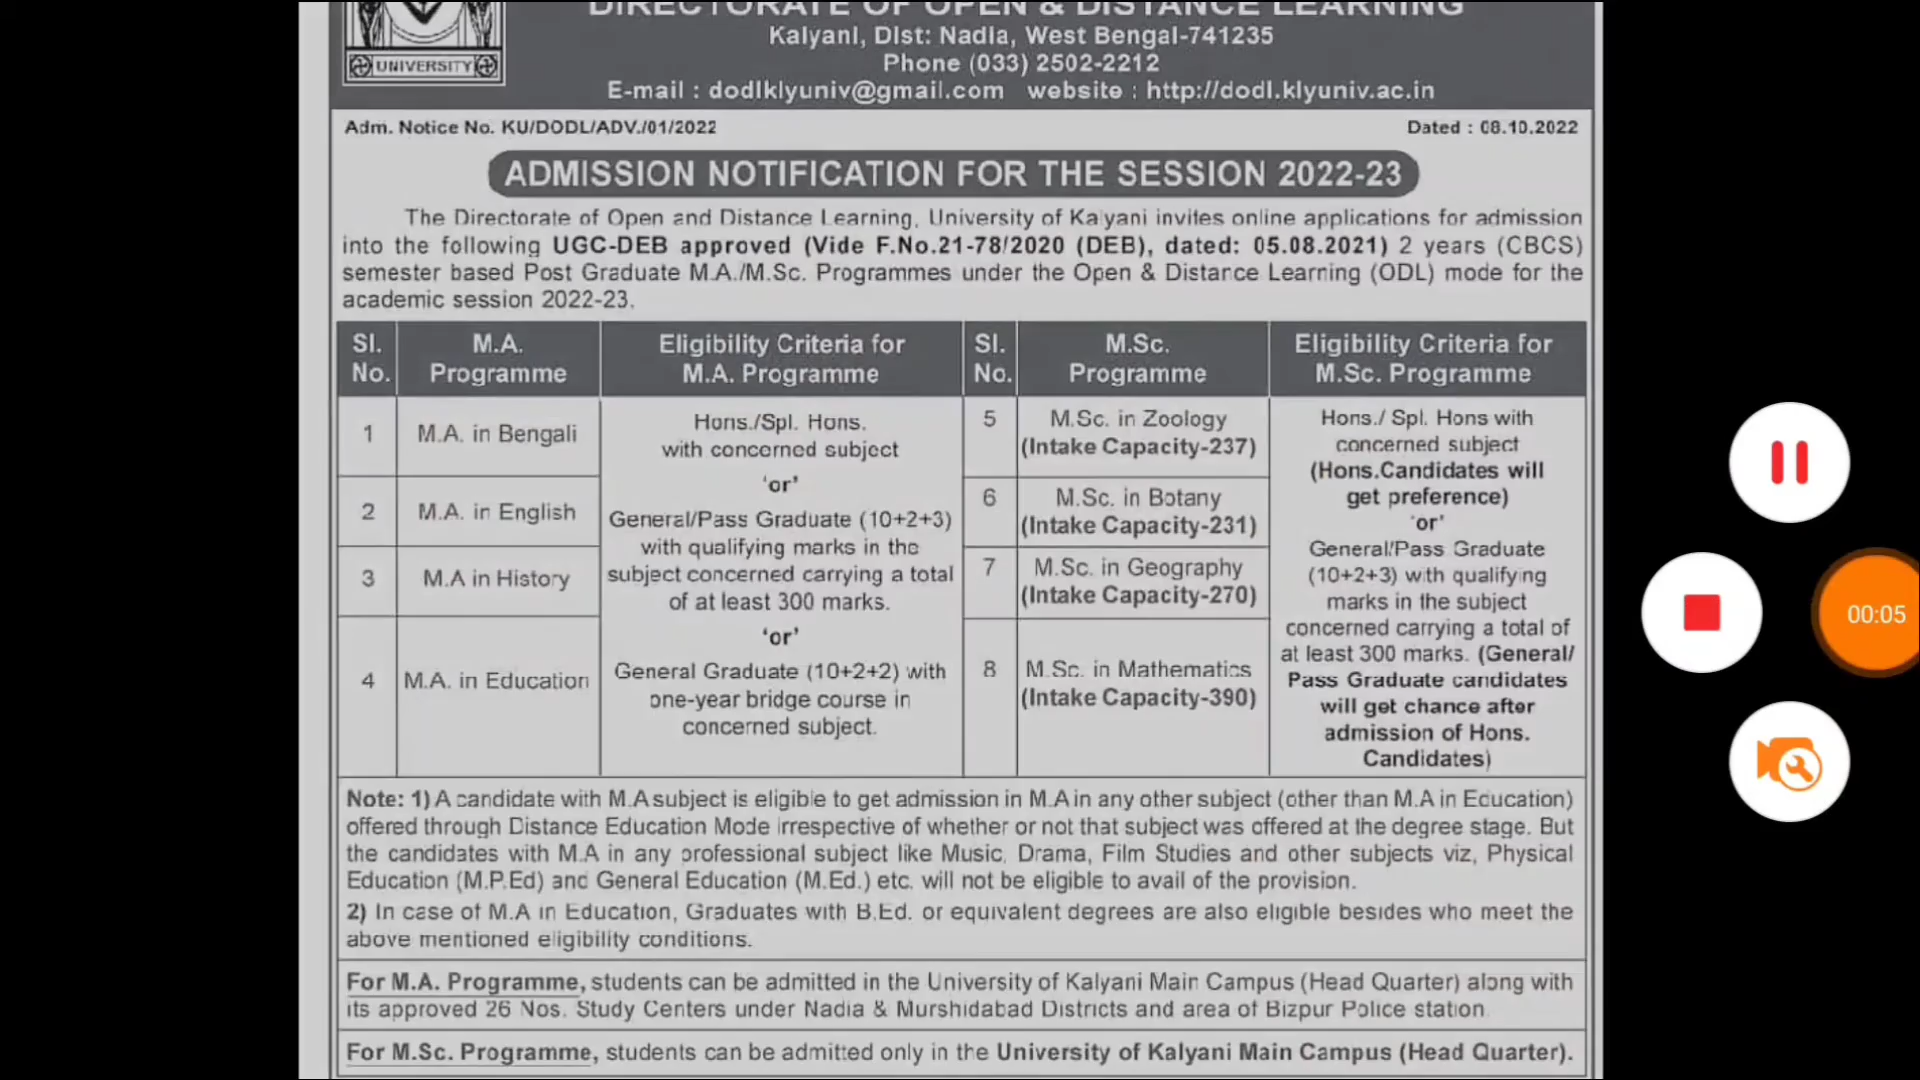 DIRECTORATE OF OPEN & DISTANCE LEARNING
Kalyani, Dist: Nadia, West Bengal-741235
Phone (033) 2502-2212
E-mail : dodlklyuniv@gmail.com website : http://dodl.klyuniv.ac.in
UNIVERSITY
Adm. Notice No. KU/DODL/ADV./01/2022 Dated : 08.10.2022
ADMISSION NOTIFICATION FOR THE SESSION 2022-23
The Directorate of Open and Distance Learning, University of Kalyani invites online applications for admission
into the following UGC-DEB approved (Vide F.No.21-78/2020 (DEB), dated: 05.08.2021) 2 years (CBCS)
semester based Post Graduate M.A./M.Sc. Programmes under the Open & Distance Learning (ODL) mode for the
academic session 2022-23.
Sl. No.
M.A. Programme
Eligibility Criteria for M.A. Programme
Sl. No.
M.Sc. Programme
Eligibility Criteria for M.Sc. Programme
1 M.A. in Bengali
2 M.A. in English
3 M.A in History
4 M.A. in Education
Hons./Spl. Hons.
with concerned subject
'or'
General/Pass Graduate (10+2+3)
with qualifying marks in the
subject concerned carrying a total
of at least 300 marks.
'or'
General Graduate (10+2+2) with
one-year bridge course in
concerned subject.
5 M.Sc. in Zoology
(Intake Capacity-237)
6 M.Sc. in Botany
(Intake Capacity-231)
7 M.Sc. in Geography
(Intake Capacity-270)
8 M.Sc. in Mathematics
(Intake Capacity-390)
Hons./ Spl. Hons with
concerned subject
(Hons.Candidates will
get preference)
'or'
General/Pass Graduate
(10+2+3) with qualifying
marks in the subject
concerned carrying a total of
at least 300 marks. (General/
Pass Graduate candidates
will get chance after
admission of Hons.
Candidates)
Note: 1) A candidate with M.A subject is eligible to get admission in M.A in any other subject (other than M.A in Education)
offered through Distance Education Mode irrespective of whether or not that subject was offered at the degree stage. But
the candidates with M.A in any professional subject like Music, Drama, Film Studies and other subjects viz, Physical
Education (M.P.Ed) and General Education (M.Ed.) etc. will not be eligible to avail of the provision.
2) In case of M.A in Education, Graduates with B.Ed. or equivalent degrees are also eligible besides who meet the
above mentioned eligibility conditions.
For M.A. Programme, students can be admitted in the University of Kalyani Main Campus (Head Quarter) along with
its approved 26 Nos. Study Centers under Nadia & Murshidabad Districts and area of Bizpur Police station
For M.Sc. Programme, students can be admitted only in the University of Kalyani Main Campus (Head Quarter).
00:05